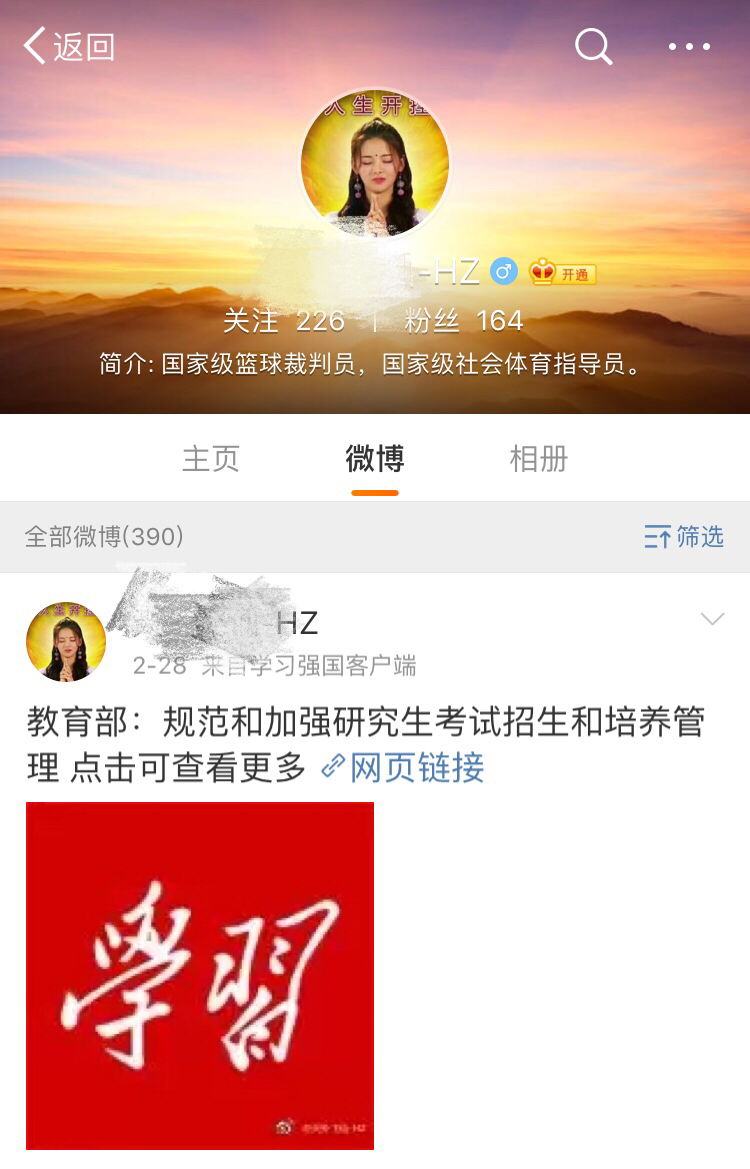 返回
人生开挂
-HZ 开通
关注 226 | 粉丝 164
简介: 国家级篮球裁判员，国家级社会体育指导员。
主页 微博 相册
全部微博(390) 筛选
HZ
2-28 来自学习强国客户端
教育部：规范和加强研究生考试招生和培养管
理 点击可查看更多 网页链接
學習